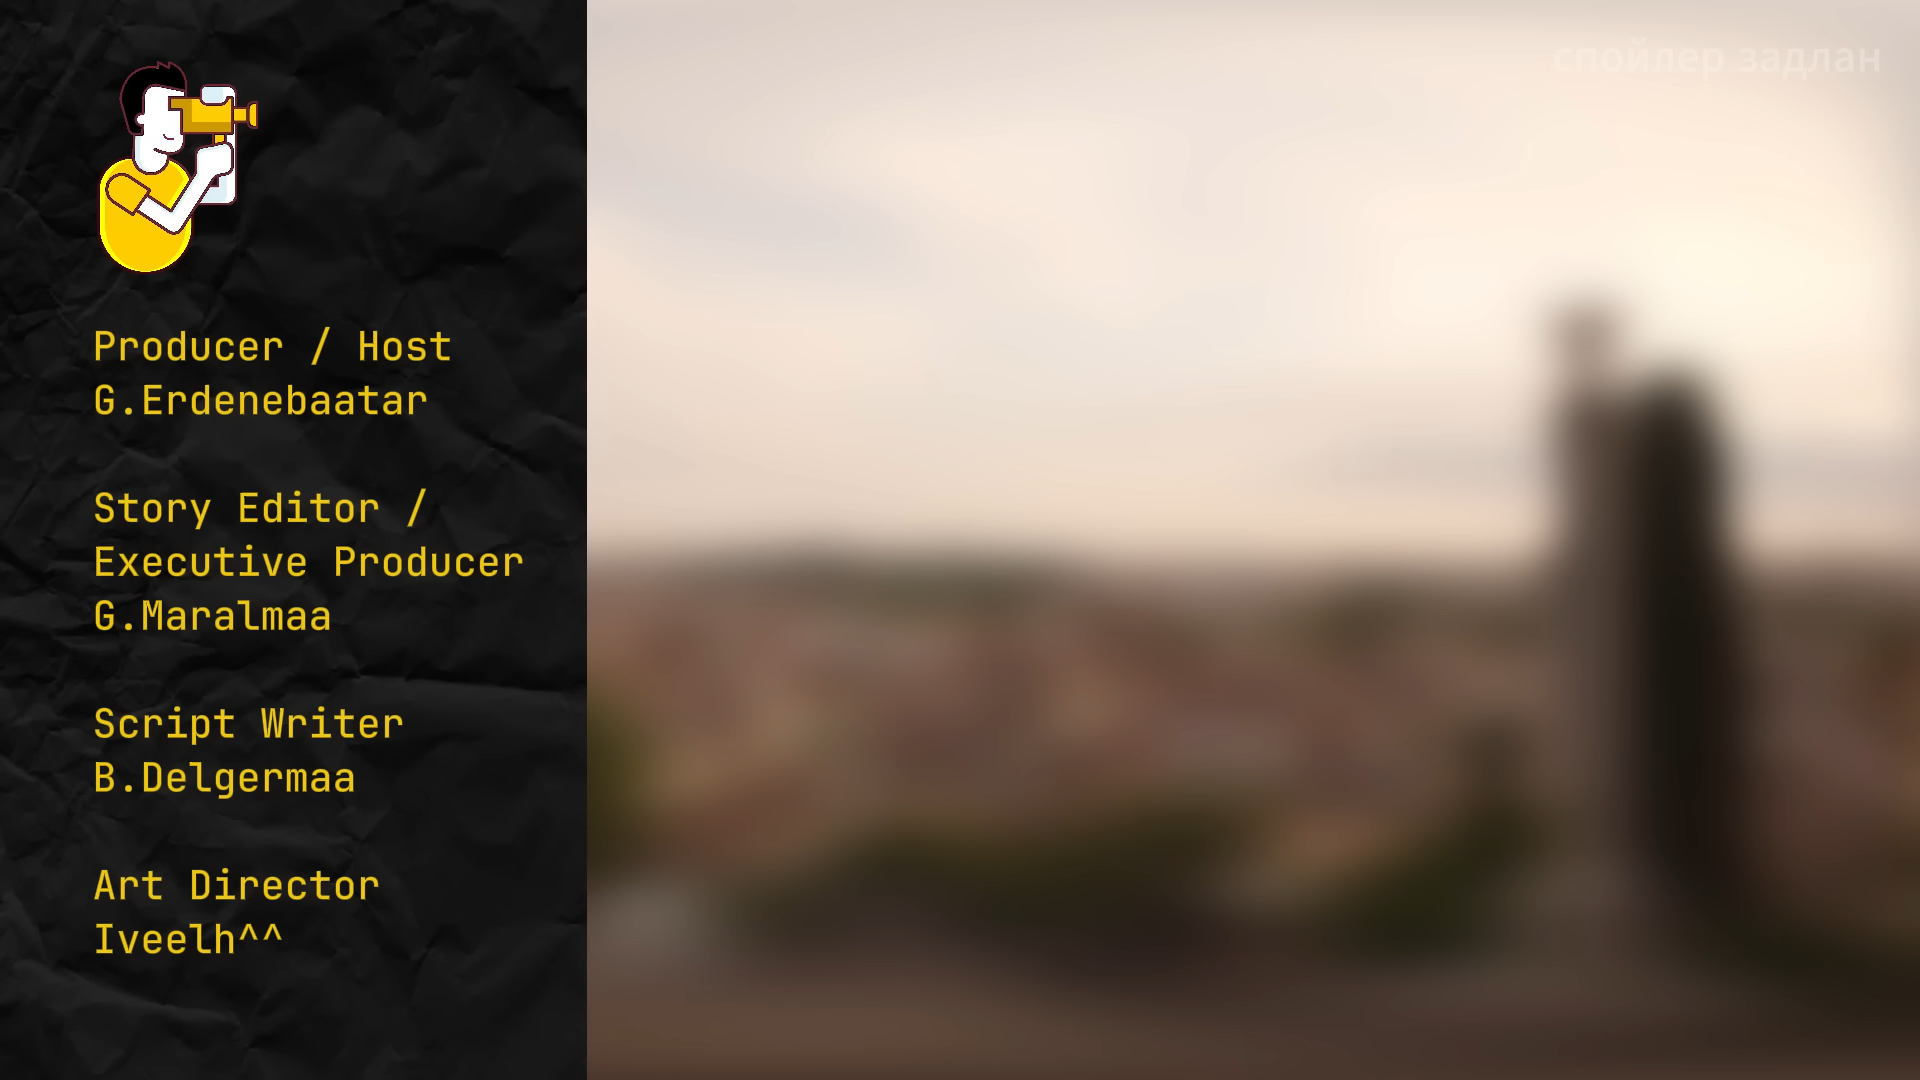 спойлер задлан
Producer / Host
G.Erdenebaatar
Story Editor /
Executive Producer
G.Maralmaa
Script Writer
B.Delgermaa
Art Director
Iveelh^^